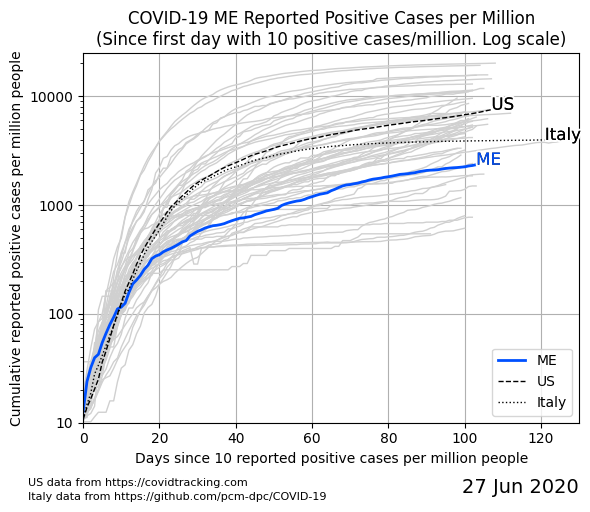 COVID-19 ME Reported Positive Cases per Million
(Since first day with 10 positive cases/million. Log scale)
Cumulative reported positive cases per million people
10000
1000
100
10
US
Italy
ME
ME
US
Italy
0 20 40 60 80 100 120
Days since 10 reported positive cases per million people
US data from https://covidtracking.com
Italy data from https://github.com/pcm-dpc/COVID-19
27 Jun 2020